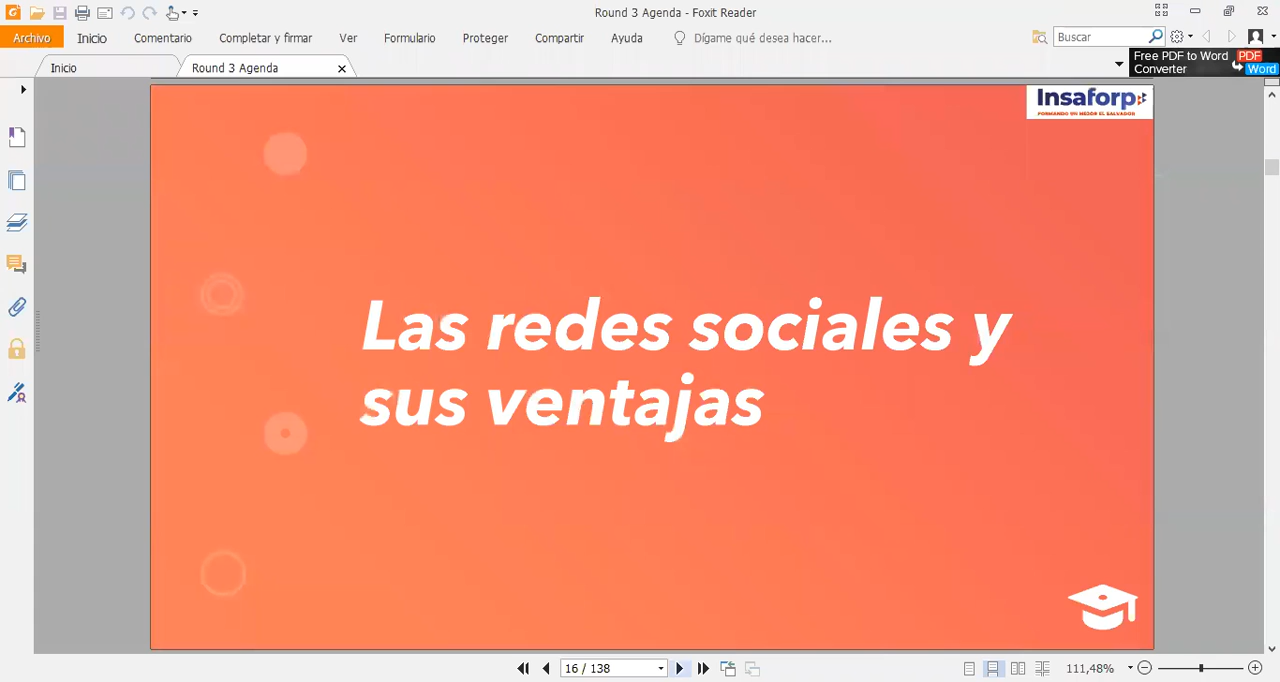 Round 3 Agenda - Foxit Reader
Archivo Inicio Comentario Completar y firmar Ver Formulario Proteger Compartir Ayuda Dígame qué desea hacer... Buscar
Inicio Round 3 Agenda
Free PDF to Word Converter PDF Word
Insaforp
FORMANDO UN MEJOR EL SALVADOR
Las redes sociales y
sus ventajas
16 / 138 111,48%